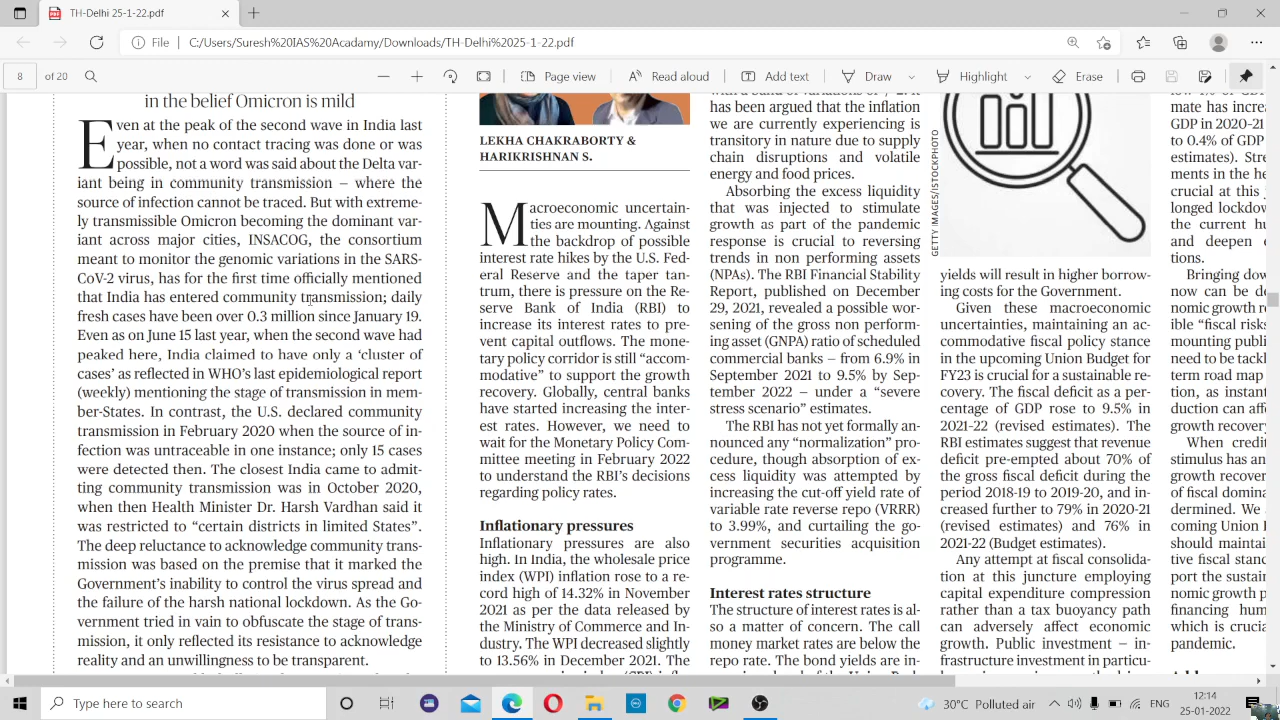 TH-Delhi 25-1-22.pdf
File
C:/Users/Suresh%20IAS%20Acadamy/Downloads/TH-Delhi%2025-1-22.pdf
8
of 20
Page view
Read aloud
Add text
Draw
Highlight
Erase
in the belief Omicron is mild
Even at the peak of the second wave in India last
year, when no contact tracing was done or was
possible, not a word was said about the Delta var-
iant being in community transmission – where the
source of infection cannot be traced. But with extreme-
ly transmissible Omicron becoming the dominant var-
iant across major cities, INSACOG, the consortium
meant to monitor the genomic variations in the SARS-
CoV-2 virus, has for the first time officially mentioned
that India has entered community transmission; daily
fresh cases have been over 0.3 million since January 19.
Even as on June 15 last year, when the second wave had
peaked here, India claimed to have only a ‘cluster of
cases’ as reflected in WHO’s last epidemiological report
(weekly) mentioning the stage of transmission in mem-
ber-States. In contrast, the U.S. declared community
transmission in February 2020 when the source of in-
fection was untraceable in one instance; only 15 cases
were detected then. The closest India came to admit-
ting community transmission was in October 2020,
when then Health Minister Dr. Harsh Vardhan said it
was restricted to “certain districts in limited States”.
The deep reluctance to acknowledge community trans-
mission was based on the premise that it marked the
Government’s inability to control the virus spread and
the failure of the harsh national lockdown. As the Go-
vernment tried in vain to obfuscate the stage of trans-
mission, it only reflected its resistance to acknowledge
reality and an unwillingness to be transparent.
LEKHA CHAKRABORTY &
HARIKRISHNAN S.
Macroeconomic uncertain-
ties are mounting. Against
the backdrop of possible
interest rate hikes by the U.S. Fed-
eral Reserve and the taper tan-
trum, there is pressure on the Re-
serve Bank of India (RBI) to
increase its interest rates to pre-
vent capital outflows. The mone-
tary policy corridor is still “accom-
modative” to support the growth
recovery. Globally, central banks
have started increasing the inter-
est rates. However, we need to
wait for the Monetary Policy Com-
mittee meeting in February 2022
to understand the RBI’s decisions
regarding policy rates.
Inflationary pressures
Inflationary pressures are also
high. In India, the wholesale price
index (WPI) inflation rose to a re-
cord high of 14.32% in November
2021 as per the data released by
the Ministry of Commerce and In-
dustry. The WPI decreased slightly
to 13.56% in December 2021. The
has been argued that the inflation
we are currently experiencing is
transitory in nature due to supply
chain disruptions and volatile
energy and food prices.
Absorbing the excess liquidity
that was injected to stimulate
growth as part of the pandemic
response is crucial to reversing
trends in non performing assets
(NPAs). The RBI Financial Stability
Report, published on December
29, 2021, revealed a possible wor-
sening of the gross non perform-
ing asset (GNPA) ratio of scheduled
commercial banks – from 6.9% in
September 2021 to 9.5% by Sep-
tember 2022 – under a “severe
stress scenario” estimates.
The RBI has not yet formally an-
nounced any “normalization” pro-
cedure, though absorption of ex-
cess liquidity was attempted by
increasing the cut-off yield rate of
variable rate reverse repo (VRRR)
to 3.99%, and curtailing the go-
vernment securities acquisition
programme.
Interest rates structure
The structure of interest rates is al-
so a matter of concern. The call
money market rates are below the
repo rate. The bond yields are in-
GETTY IMAGES/ISTOCKPHOTO
yields will result in higher borrow-
ing costs for the Government.
Given these macroeconomic
uncertainties, maintaining an ac-
commodative fiscal policy stance
in the upcoming Union Budget for
FY23 is crucial for a sustainable re-
covery. The fiscal deficit as a per-
centage of GDP rose to 9.5% in
2021-22 (revised estimates). The
RBI estimates suggest that revenue
deficit pre-empted about 70% of
the gross fiscal deficit during the
period 2018-19 to 2019-20, and in-
creased further to 79% in 2020-21
(revised estimates) and 76% in
2021-22 (Budget estimates).
Any attempt at fiscal consolida-
tion at this juncture employing
capital expenditure compression
rather than a tax buoyancy path
can adversely affect economic
growth. Public investment – in-
frastructure investment in particu-
mate has incre
GDP in 2020-21
to 0.4% of GDP
estimates). Stre
ments in the he
crucial at this
longed lockdow
the current hu
and deepen
tions.
Bringing dow
now can be de
nomic growth r
ible “fiscal risks
mounting publi
need to be tackl
term road map
tion, as instant
duction can affe
growth recovery
When credit
stimulus has an
growth recover
of fiscal domina
dermined. We
coming Union
should maintai
tive fiscal stanc
port the sustain
nomic growth p
financing hum
which is crucia
pandemic.
Type here to search
30°C Polluted air
ENG
12:14
25-01-2022